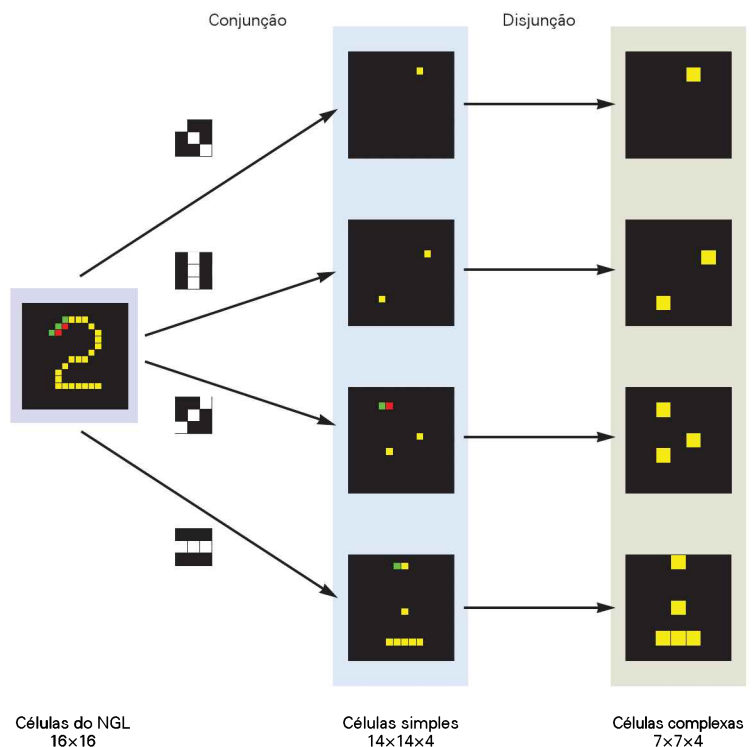 Conjunção
Disjunção
Células do NGL
16×16
Células simples
14×14×4
Células complexas
7×7×4